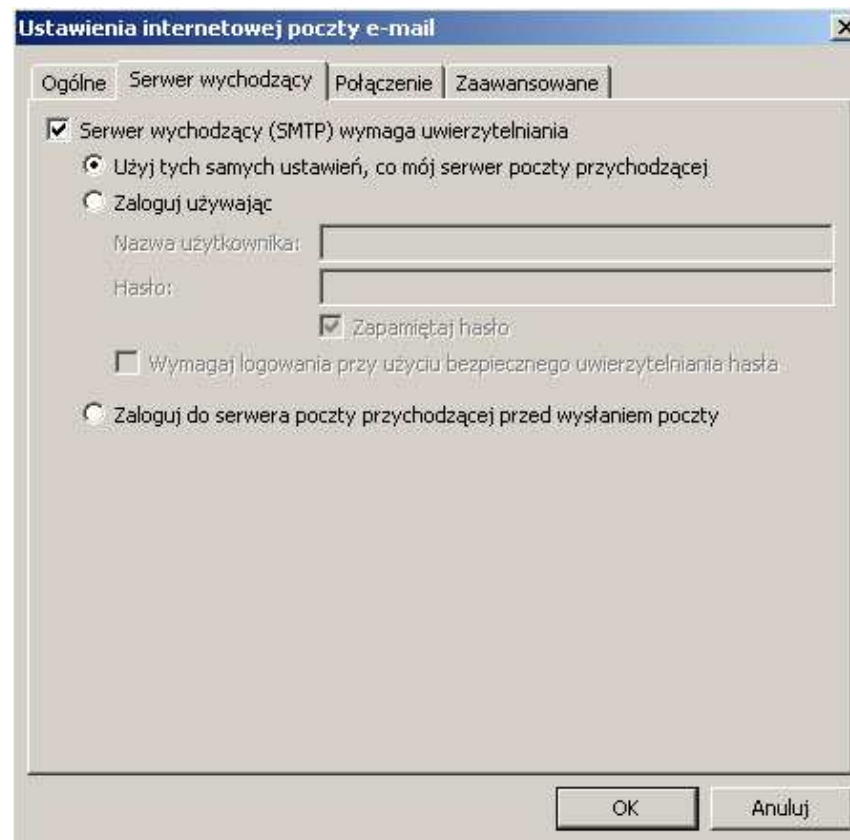 Ustawienia internetowej poczty e-mail
Ogólne Serwer wychodzący Połączenie Zaawansowane
Serwer wychodzący (SMTP) wymaga uwierzytelniania
Użyj tych samych ustawień, co mój serwer poczty przychodzącej
Zaloguj używając
Nazwa użytkownika:
Hasło:
Zapamiętaj hasło
Wymagaj logowania przy użyciu bezpiecznego uwierzytelniania hasła
Zaloguj do serwera poczty przychodzącej przed wysłaniem poczty
OK Anuluj